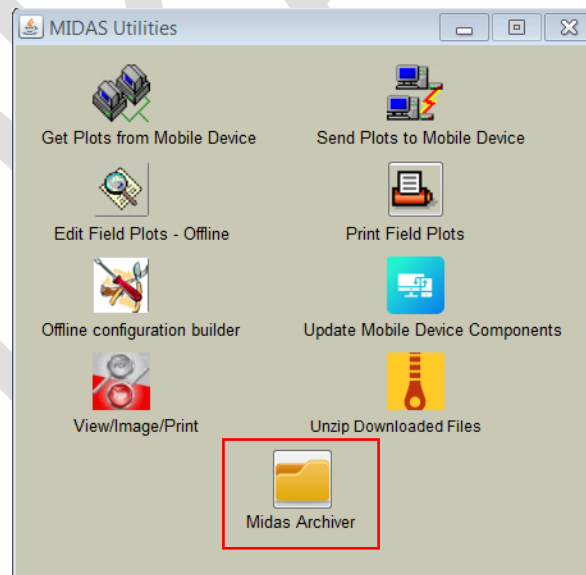 MIDAS Utilities
Get Plots from Mobile Device
Send Plots to Mobile Device
Edit Field Plots - Offline
Print Field Plots
Offline configuration builder
Update Mobile Device Components
View/Image/Print
Unzip Downloaded Files
Midas Archiver